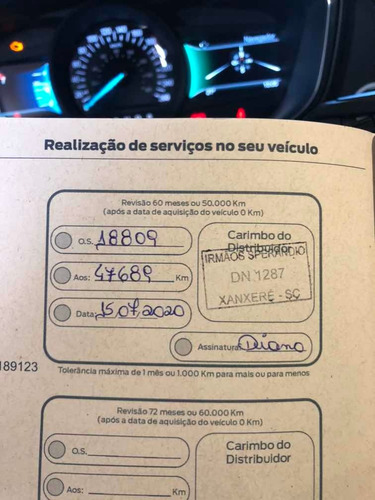 Realização de serviços no seu veículo
Revisão 60 meses ou 50.000 Km
(após a data de aquisição do veículo 0 Km)
O.S. 18809
Aos: 47689 Km
Data: 15.07.2020
Carimbo do
Distribuidor
IRMÃOS SPERANDIO
DN 1287
XANXERÊ - SC
Assinatura: Diana
189123
Tolerância máxima de 1 mês ou 1.000 Km para mais ou para menos
Revisão 72 meses ou 60.000 Km
(após a data de aquisição do veículo 0 Km)
O.S.
Aos: Km
Carimbo do
Distribuidor